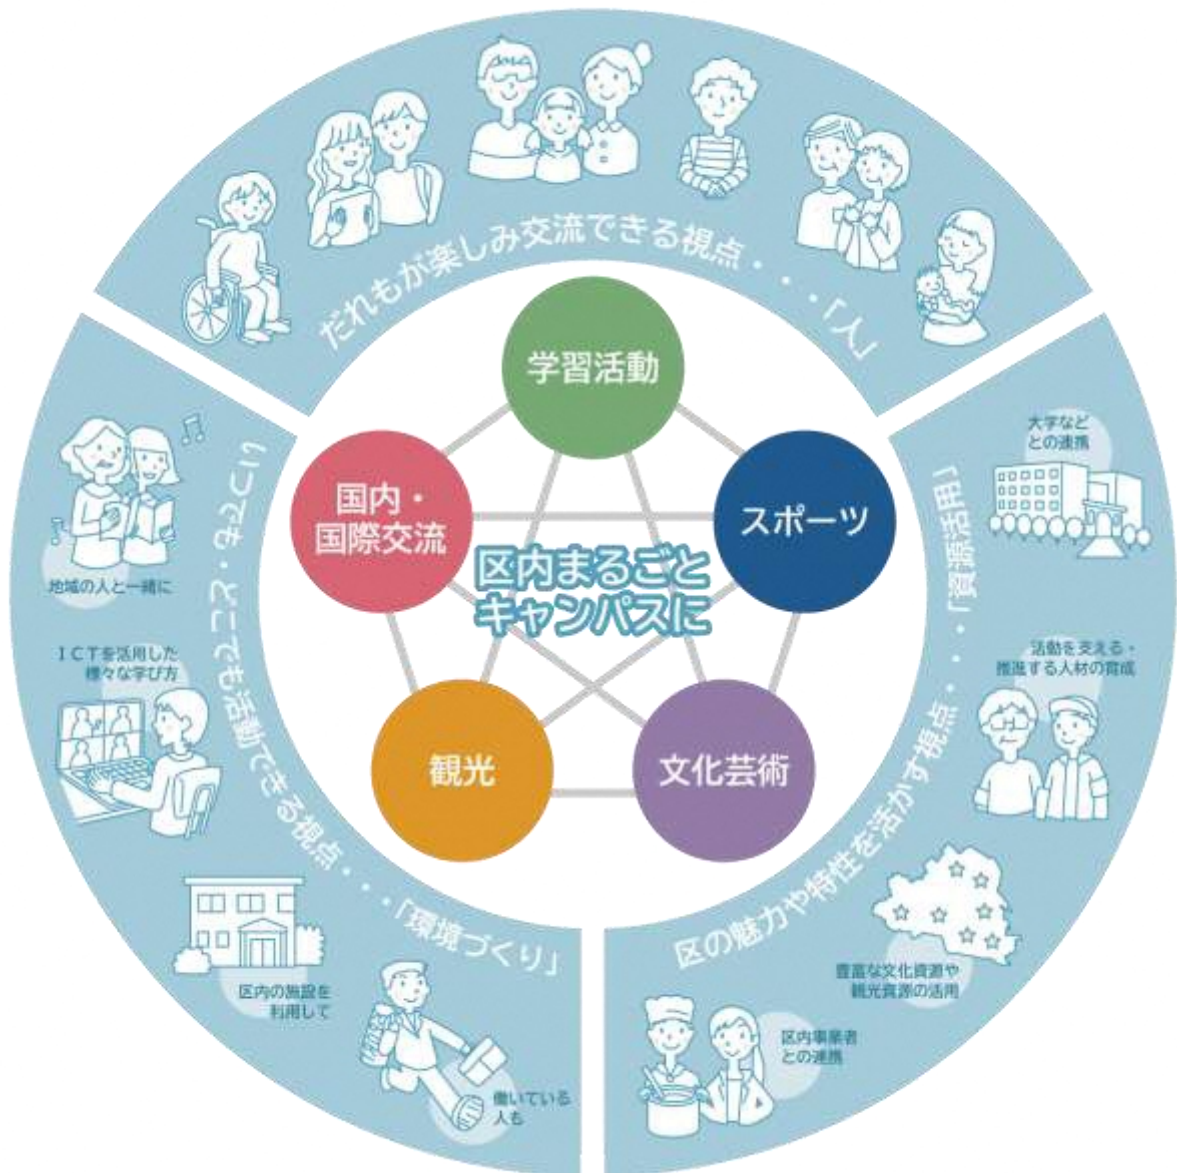 だれもが楽しみ交流できる視点・・・「人」
学習活動
国内・
国際交流
スポーツ
区内まるごと
キャンパスに
観光
文化芸術
いつでも・どこでも活動できる視点・・・「環境づくり」
地域の人と一緒に
ICTを活用した
様々な学び方
区内の施設を
利用して
働いている
人も
区の魅力や特性を活かす視点・・・「資源活用」
大学など
との連携
活動を支える・
推進する人材の育成
豊富な文化資源や
観光資源の活用
区内事業者
との連携